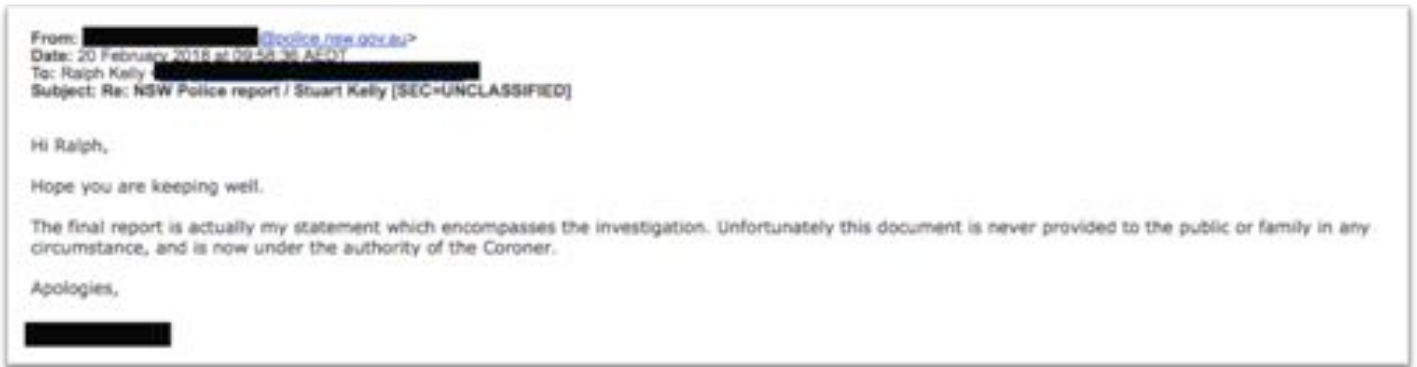 From: @police.nsw.gov.au>
Date: 20 February 2018 at 09:58:36 AEDT
To: Ralph Kelly
Subject: Re: NSW Police report / Stuart Kelly [SEC=UNCLASSIFIED]
Hi Ralph,
Hope you are keeping well.
The final report is actually my statement which encompasses the investigation. Unfortunately this document is never provided to the public or family in any
circumstance, and is now under the authority of the Coroner.
Apologies,